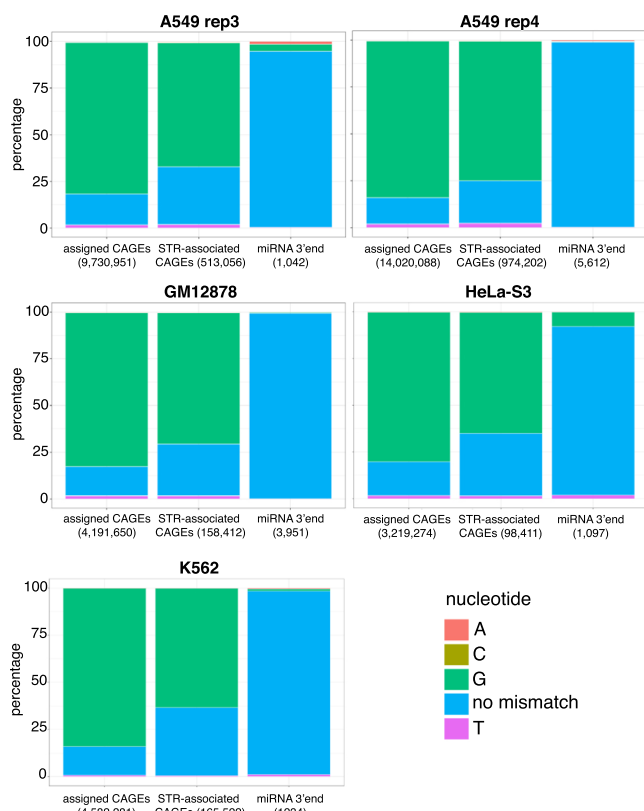 A549 rep3
A549 rep4
percentage
100
75
50
25
0
assigned CAGEs STR-associated miRNA 3'end
(9,730,951) CAGEs (513,056) (1,042)
assigned CAGEs STR-associated miRNA 3'end
(14,020,088) CAGEs (974,202) (5,612)
GM12878
HeLa-S3
percentage
100
75
50
25
0
assigned CAGEs STR-associated miRNA 3'end
(4,191,650) CAGEs (158,412) (3,951)
assigned CAGEs STR-associated miRNA 3'end
(3,219,274) CAGEs (98,411) (1,097)
K562
percentage
100
75
50
25
0
assigned CAGEs STR-associated miRNA 3'end
CAGEs
nucleotide
A
C
G
no mismatch
T